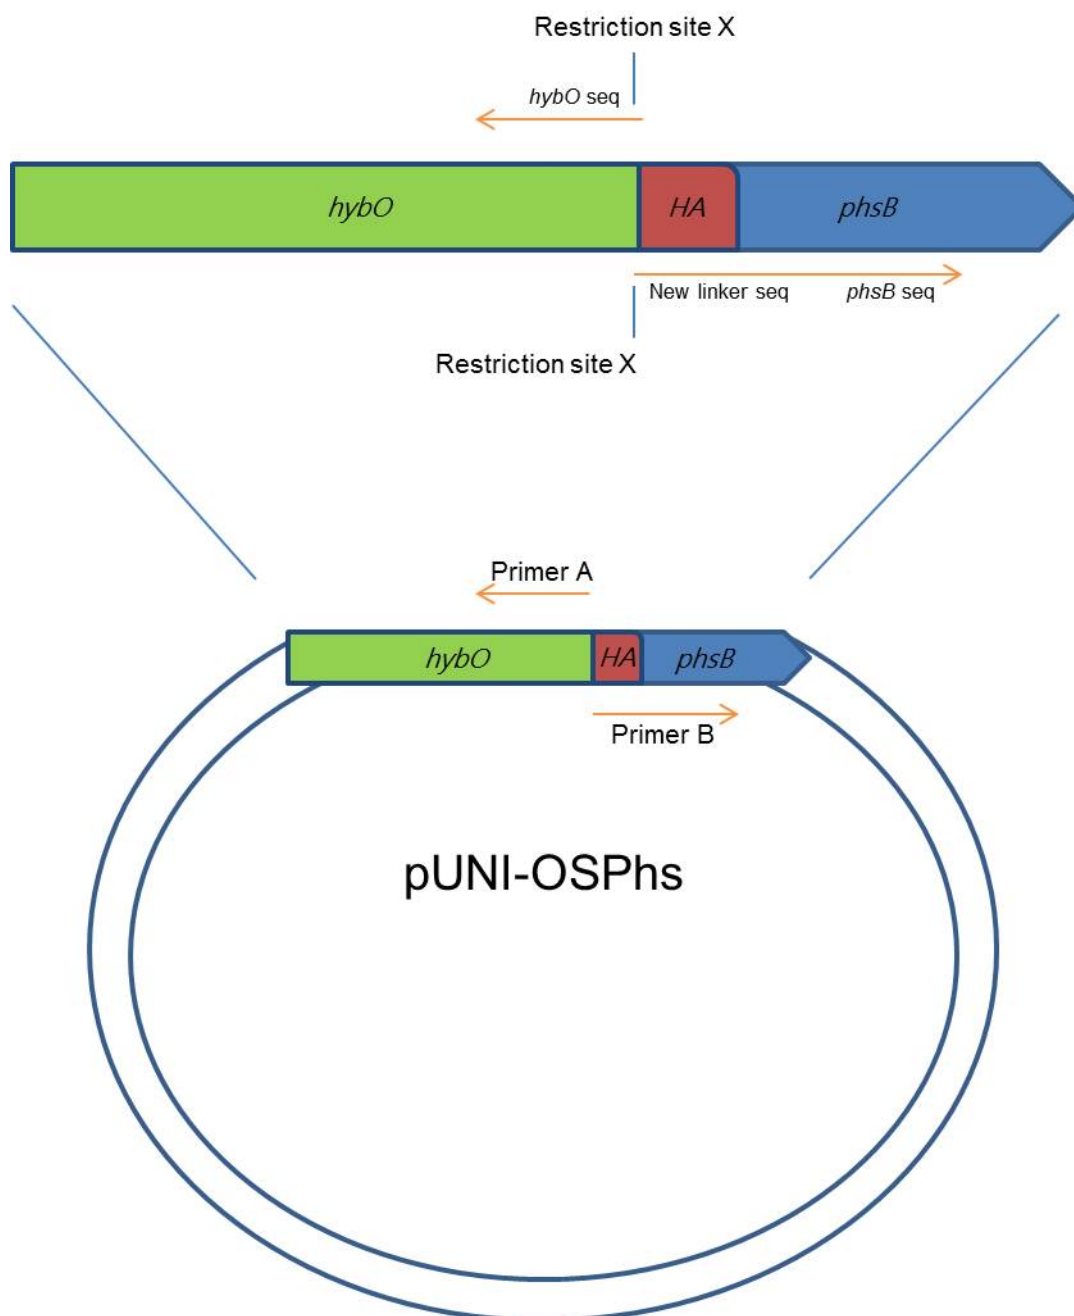 Restriction site X
hybO seq
hybO
HA
phsB
New linker seq
phsB seq
Restriction site X
Primer A
hybO
HA
phsB
Primer B
pUNI-OSPhs